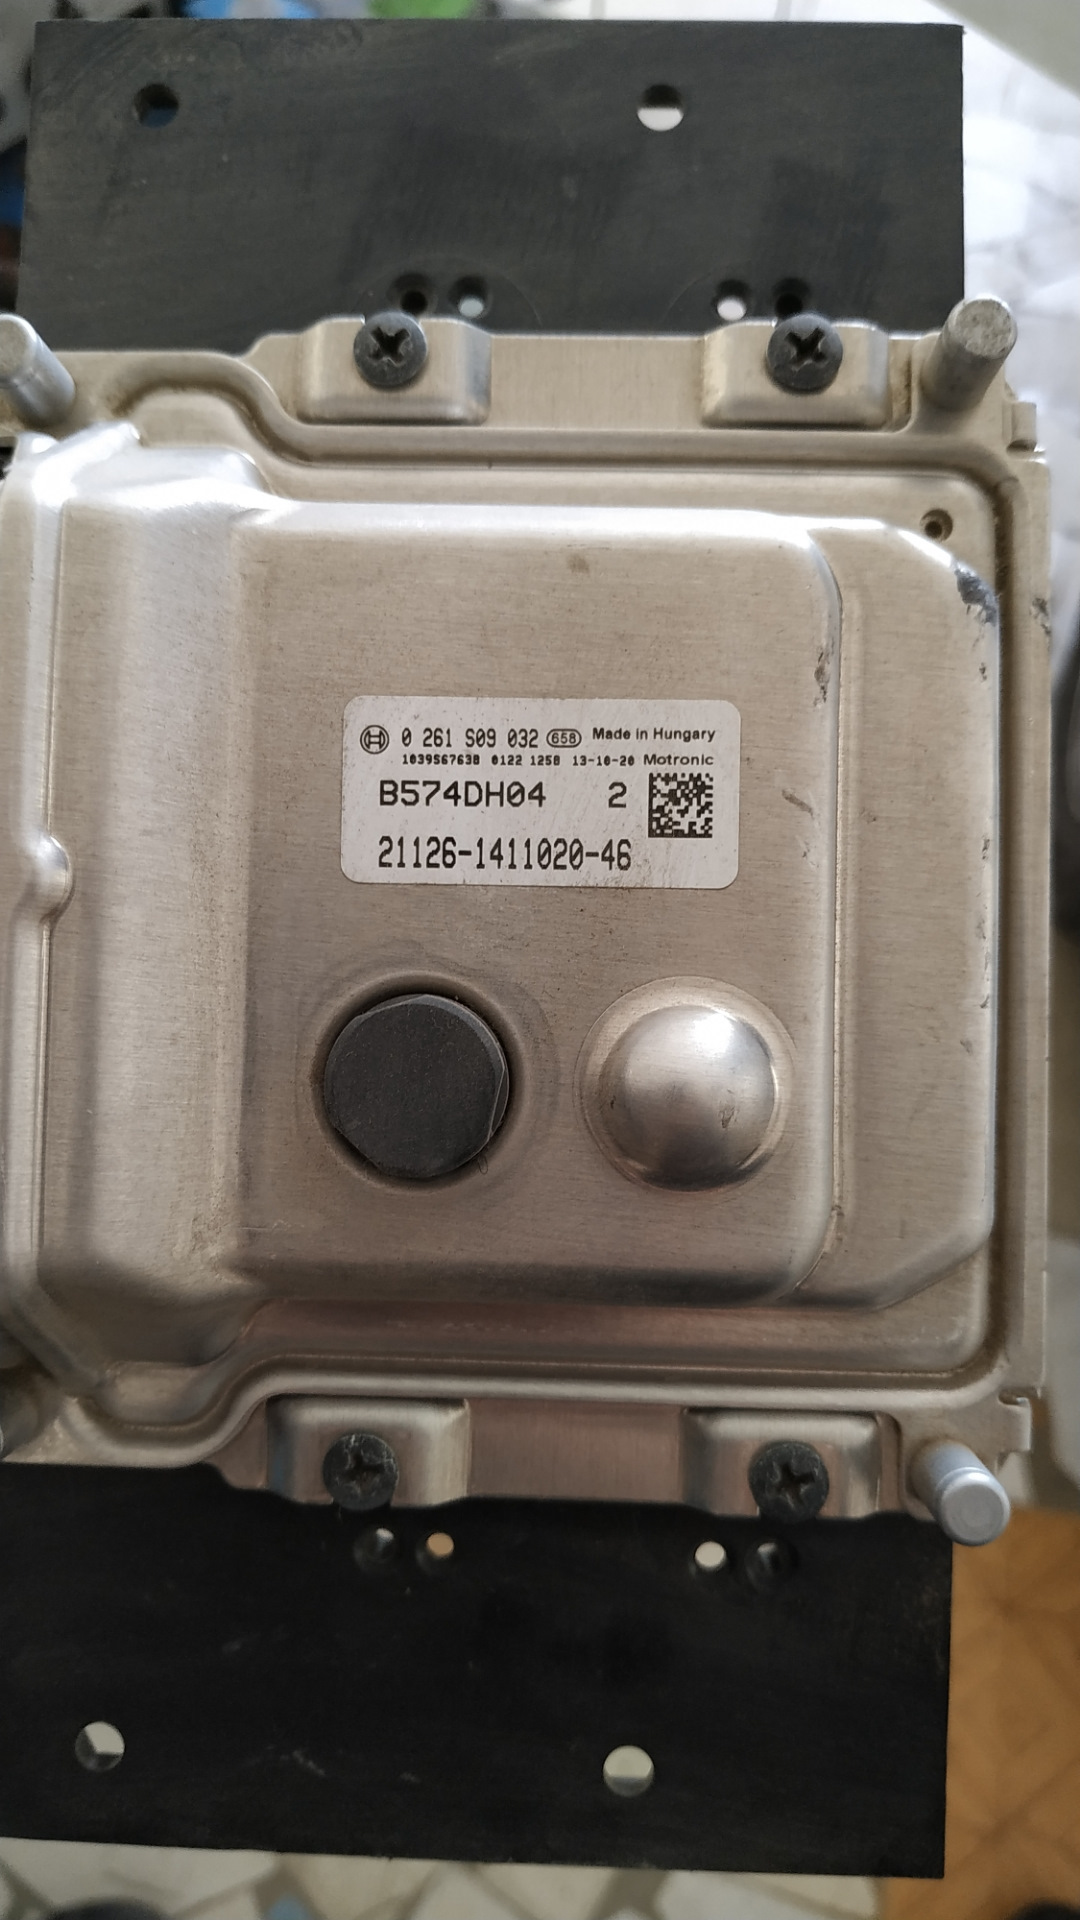 0 261 S09 032 658 Made in Hungary
1039567638 0122 1258 13-10-20 Motronic
B574DH04 2
21126-1411020-46